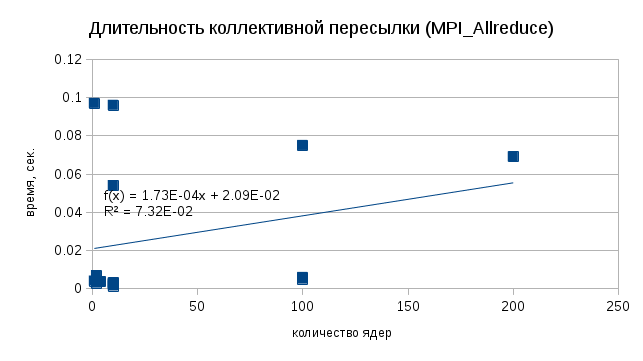 Длительность коллективной пересылки (MPI_Allreduce)
0.12
0.1
0.08
0.06
0.04
0.02
0
время, сек.
f(x) = 1.73E-04x + 2.09E-02
R² = 7.32E-02
0 50 100 150 200 250
количество ядер